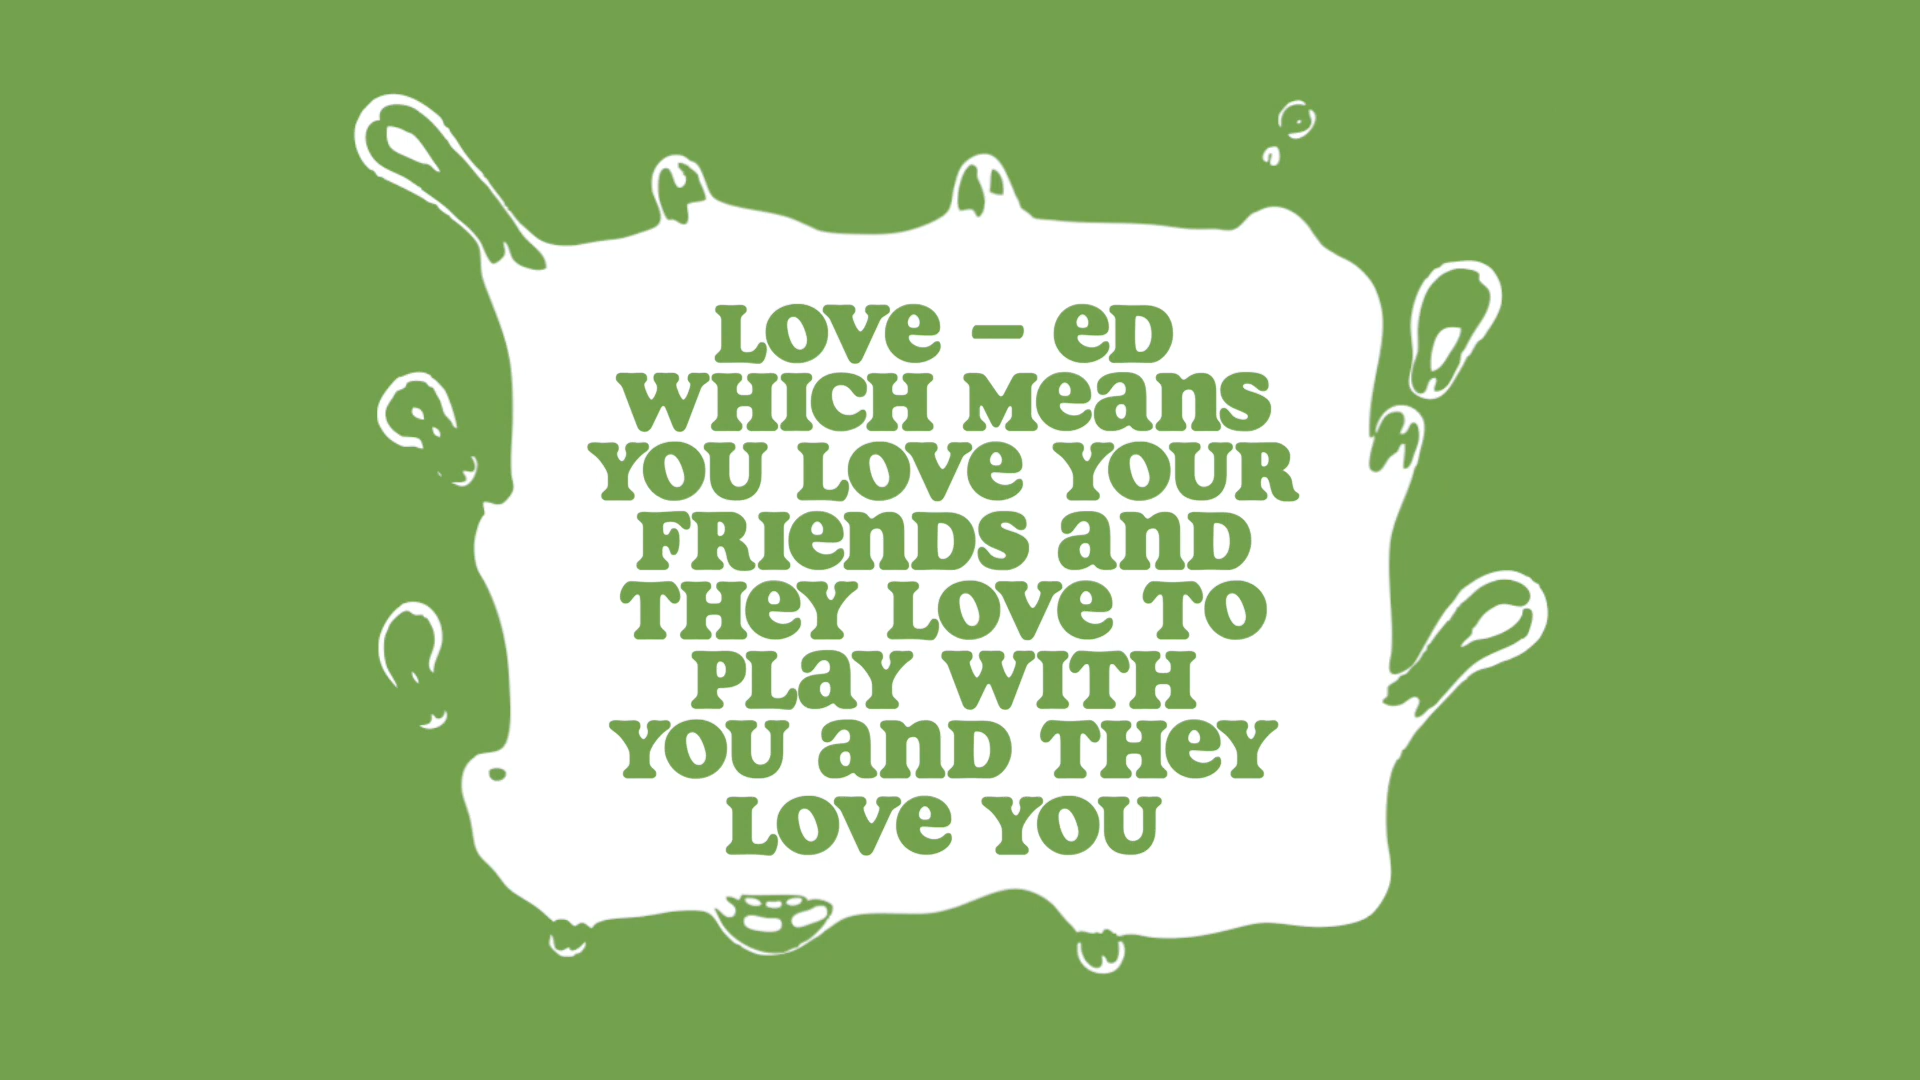 LOVE – ED
WHICH MEANS
YOU LOVE YOUR
FRIENDS AND
THEY LOVE TO
PLAY WITH
YOU AND THEY
LOVE YOU